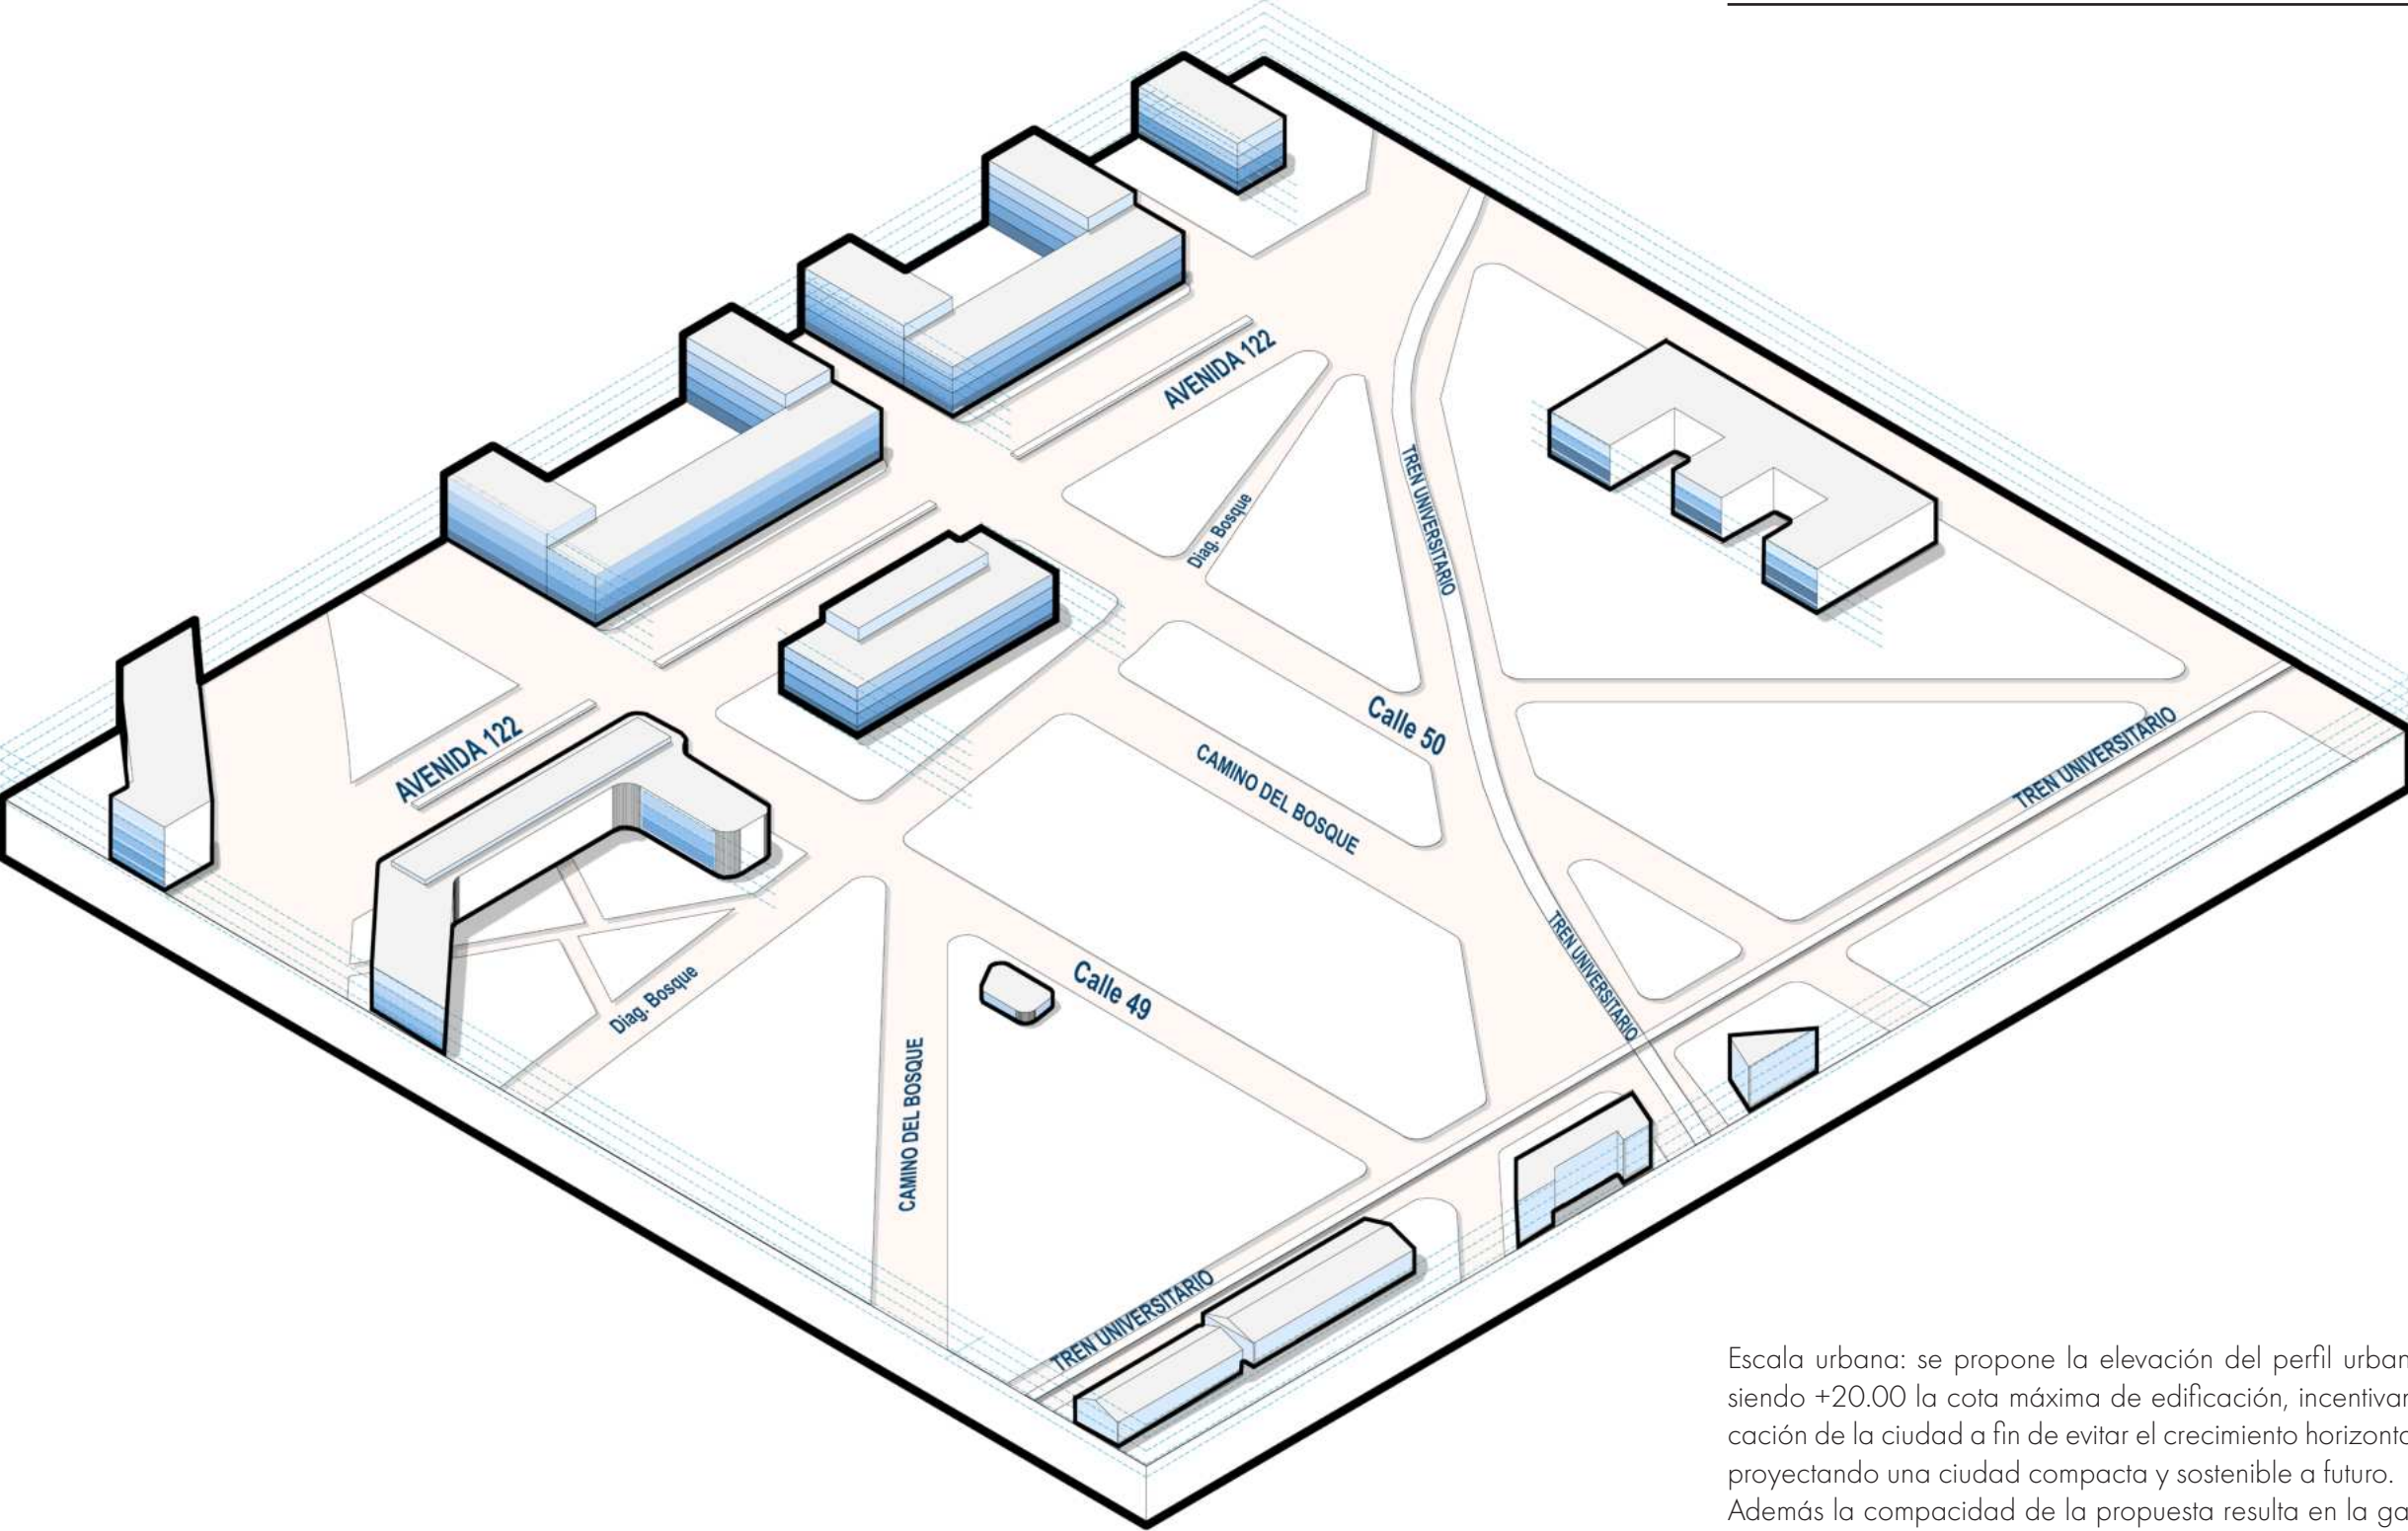 AVENIDA 122
Diag. Bosque
TREN UNIVERSITARIO
AVENIDA 122
Calle 50
CAMINO DEL BOSQUE
TREN UNIVERSITARIO
TREN UNIVERSITARIO
Diag. Bosque
Calle 49
CAMINO DEL BOSQUE
TREN UNIVERSITARIO
Escala urbana: se propone la elevación del perfil urban
siendo +20.00 la cota máxima de edificación, incentivan
cación de la ciudad a fin de evitar el crecimiento horizonta
proyectando una ciudad compacta y sostenible a futuro.
Además la compacidad de la propuesta resulta en la ga